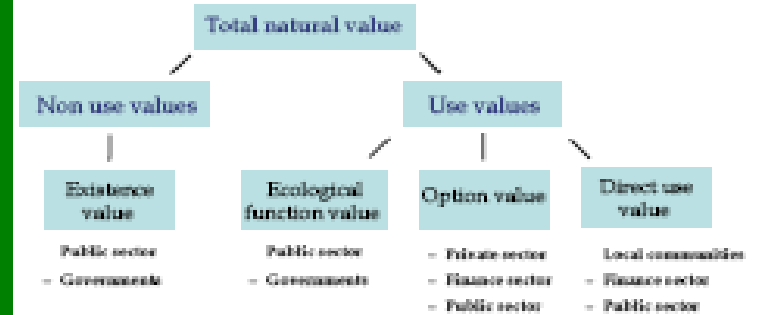 Total natural value
Non use values
Use values
Existence
value
Ecological
function value
Option value
Direct use
value
Public sector
– Governments
Public sector
– Governments
– Private sector
– Finance sector
– Public sector
Local communities
– Finance sector
– Public sector